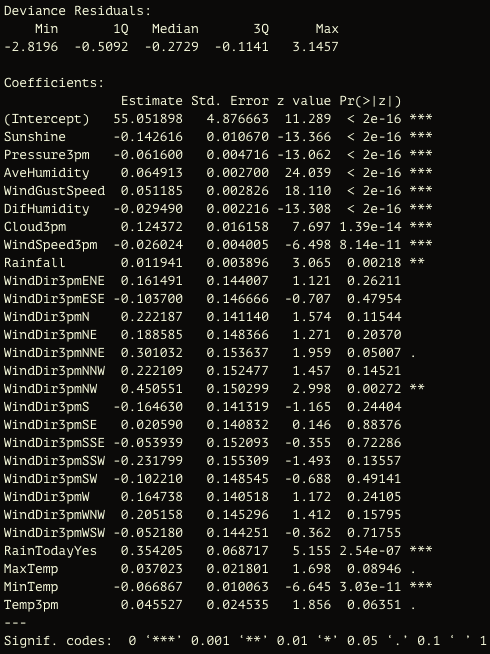 Deviance Residuals:
    Min       1Q   Median       3Q      Max
-2.8196  -0.5092  -0.2729  -0.1141   3.1457

Coefficients:
              Estimate Std. Error z value Pr(>|z|)
(Intercept)  55.051898   4.876663  11.289  < 2e-16 ***
Sunshine     -0.142616   0.010670 -13.366  < 2e-16 ***
Pressure3pm  -0.061600   0.004716 -13.062  < 2e-16 ***
AveHumidity   0.064913   0.002700  24.039  < 2e-16 ***
WindGustSpeed 0.051185   0.002826  18.110  < 2e-16 ***
DifHumidity  -0.029490   0.002216 -13.308  < 2e-16 ***
Cloud3pm      0.124372   0.016158   7.697 1.39e-14 ***
WindSpeed3pm -0.026024   0.004005  -6.498 8.14e-11 ***
Rainfall      0.011941   0.003896   3.065  0.00218 **
WindDir3pmENE 0.161491   0.144007   1.121  0.26211
WindDir3pmESE -0.103700  0.146666  -0.707  0.47954
WindDir3pmN   0.222187   0.141140   1.574  0.11544
WindDir3pmNE  0.188585   0.148366   1.271  0.20370
WindDir3pmNNE 0.301032   0.153637   1.959  0.05007 .
WindDir3pmNNW 0.222109   0.152477   1.457  0.14521
WindDir3pmNW  0.450551   0.150299   2.998  0.00272 **
WindDir3pmS  -0.164630   0.141319  -1.165  0.24404
WindDir3pmSE  0.020590   0.140832   0.146  0.88376
WindDir3pmSSE -0.053939  0.152093  -0.355  0.72286
WindDir3pmSSW -0.231799  0.155309  -1.493  0.13557
WindDir3pmSW -0.102210   0.148545  -0.688  0.49141
WindDir3pmW   0.164738   0.140518   1.172  0.24105
WindDir3pmWNW 0.205158   0.145296   1.412  0.15795
WindDir3pmWSW -0.052180  0.144251  -0.362  0.71755
RainTodayYes  0.354205   0.068717   5.155 2.54e-07 ***
MaxTemp       0.037023   0.021801   1.698  0.08946 .
MinTemp      -0.066867   0.010063  -6.645 3.03e-11 ***
Temp3pm       0.045527   0.024535   1.856  0.06351 .
---
Signif. codes:  0 ‘***’ 0.001 ‘**’ 0.01 ‘*’ 0.05 ‘.’ 0.1 ‘ ’ 1